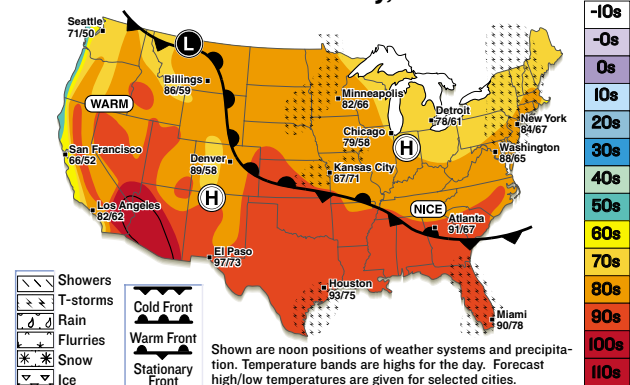 Seattle
71/50
L
Billings
86/59
Minneapolis
82/66
WARM
Detroit
78/61
New York
84/67
Chicago
79/58
H
Washington
88/65
San Francisco
66/52
Denver
89/58
Kansas City
87/71
H
Los Angeles
82/62
NICE
Atlanta
91/67
El Paso
97/73
Houston
93/75
Miami
90/78
Showers
T-storms
Rain
Flurries
Snow
Ice
Cold Front
Warm Front
Stationary
Front
Shown are noon positions of weather systems and precipita-
tion. Temperature bands are highs for the day. Forecast
high/low temperatures are given for selected cities.
-10s
-0s
0s
10s
20s
30s
40s
50s
60s
70s
80s
90s
100s
110s